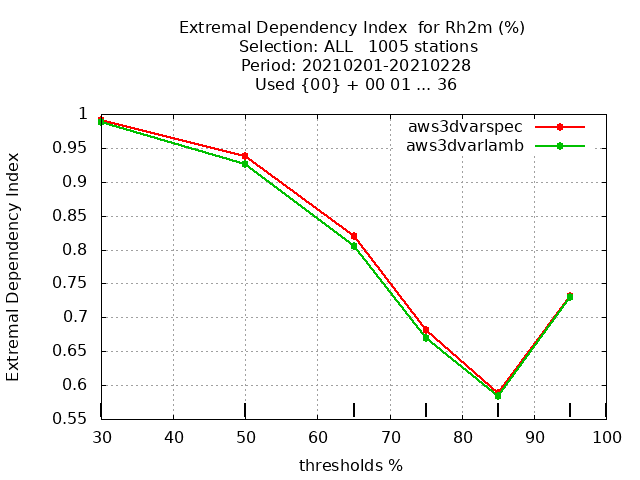 Extremal Dependency Index  for Rh2m (%)
Selection: ALL   1005 stations
Period: 20210201-20210228
Used {00} + 00 01 ... 36
aws3dvarspec
aws3dvarlamb
Extremal Dependency Index
1
0.95
0.9
0.85
0.8
0.75
0.7
0.65
0.6
0.55
30 40 50 60 70 80 90 100
thresholds %